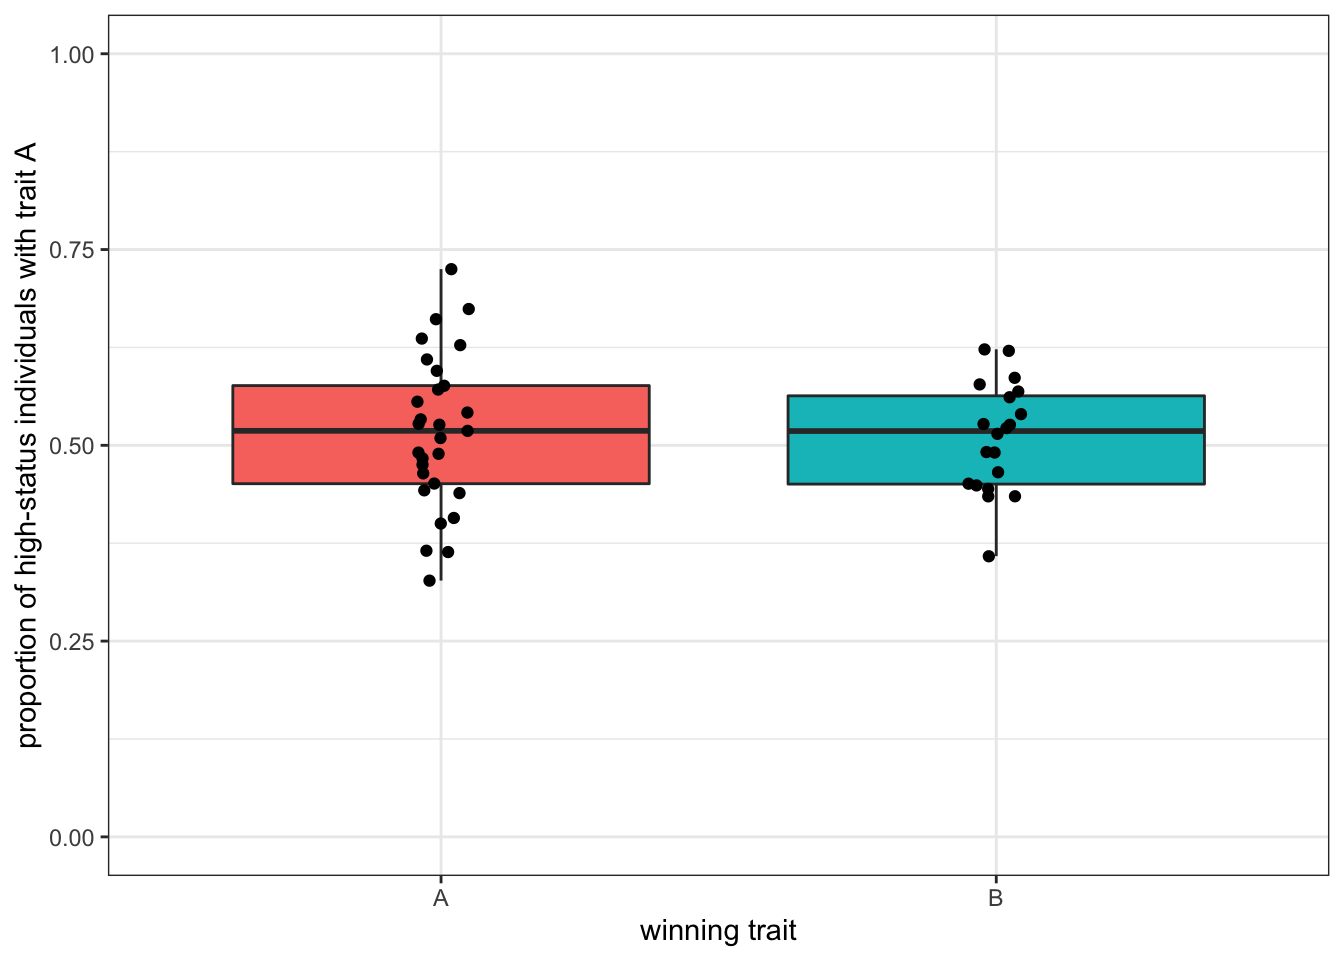 proportion of high-status individuals with trait A
1.00
0.75
0.50
0.25
0.00
A
B
winning trait